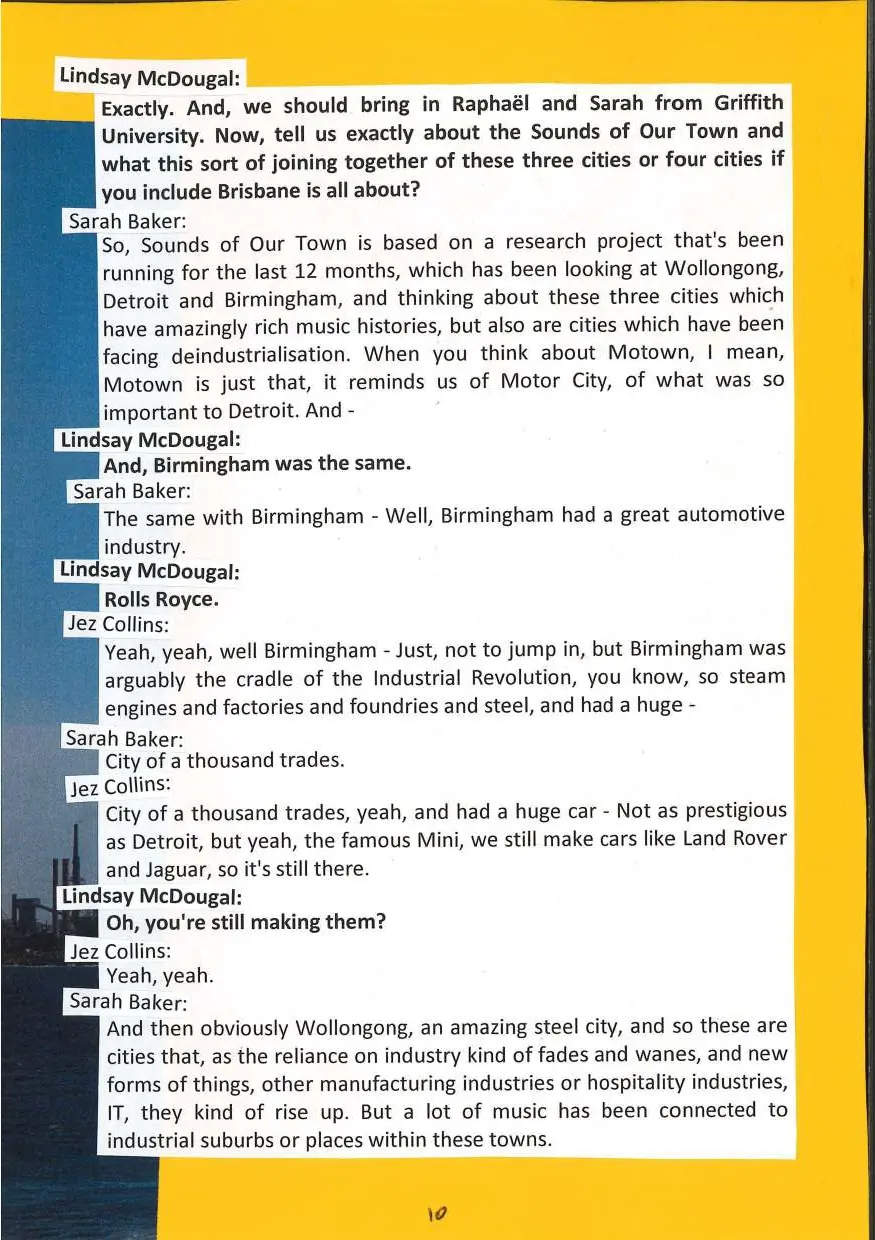 Lindsay McDougal:
Exactly. And, we should bring in Raphaël and Sarah from Griffith
University. Now, tell us exactly about the Sounds of Our Town and
what this sort of joining together of these three cities or four cities if
you include Brisbane is all about?
Sarah Baker:
So, Sounds of Our Town is based on a research project that's been
running for the last 12 months, which has been looking at Wollongong,
Detroit and Birmingham, and thinking about these three cities which
have amazingly rich music histories, but also are cities which have been
facing deindustrialisation. When you think about Motown, I mean,
Motown is just that, it reminds us of Motor City, of what was so
important to Detroit. And -
Lindsay McDougal:
And, Birmingham was the same.
Sarah Baker:
The same with Birmingham - Well, Birmingham had a great automotive
industry.
Lindsay McDougal:
Rolls Royce.
Jez Collins:
Yeah, yeah, well Birmingham - Just, not to jump in, but Birmingham was
arguably the cradle of the Industrial Revolution, you know, so steam
engines and factories and foundries and steel, and had a huge -
Sarah Baker:
City of a thousand trades.
Jez Collins:
City of a thousand trades, yeah, and had a huge car - Not as prestigious
as Detroit, but yeah, the famous Mini, we still make cars like Land Rover
and Jaguar, so it's still there.
Lindsay McDougal:
Oh, you're still making them?
Jez Collins:
Yeah, yeah.
Sarah Baker:
And then obviously Wollongong, an amazing steel city, and so these are
cities that, as the reliance on industry kind of fades and wanes, and new
forms of things, other manufacturing industries or hospitality industries,
IT, they kind of rise up. But a lot of music has been connected to
industrial suburbs or places within these towns.
10